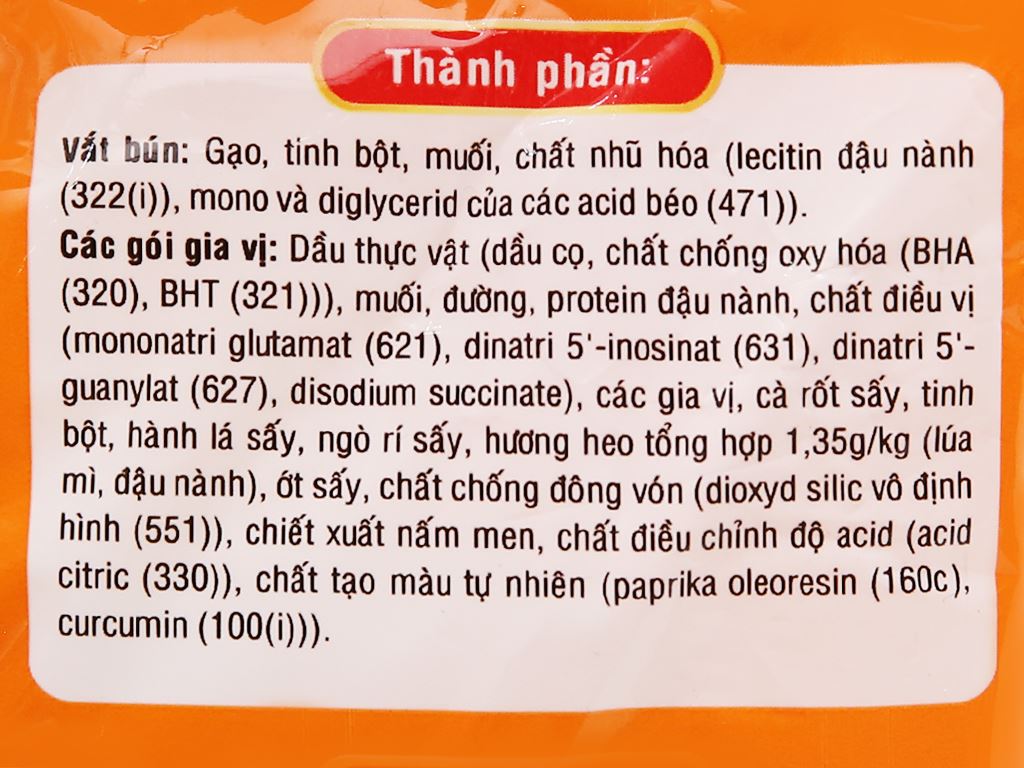 Thành phần:
Vắt bún: Gạo, tinh bột, muối, chất nhũ hóa (lecitin đậu nành
(322(i)), mono và diglycerid của các acid béo (471)).
Các gói gia vị: Dầu thực vật (dầu cọ, chất chống oxy hóa (BHA
(320), BHT (321))), muối, đường, protein đậu nành, chất điều vị
(mononatri glutamat (621), dinatri 5'-inosinat (631), dinatri 5'-
guanylat (627), disodium succinate), các gia vị, cà rốt sấy, tinh
bột, hành lá sấy, ngò rí sấy, hương heo tổng hợp 1,35g/kg (lúa
mì, đậu nành), ớt sấy, chất chống đông vón (dioxyd silic vô định
hình (551)), chiết xuất nấm men, chất điều chỉnh độ acid (acid
citric (330)), chất tạo màu tự nhiên (paprika oleoresin (160c),
curcumin (100(i))).